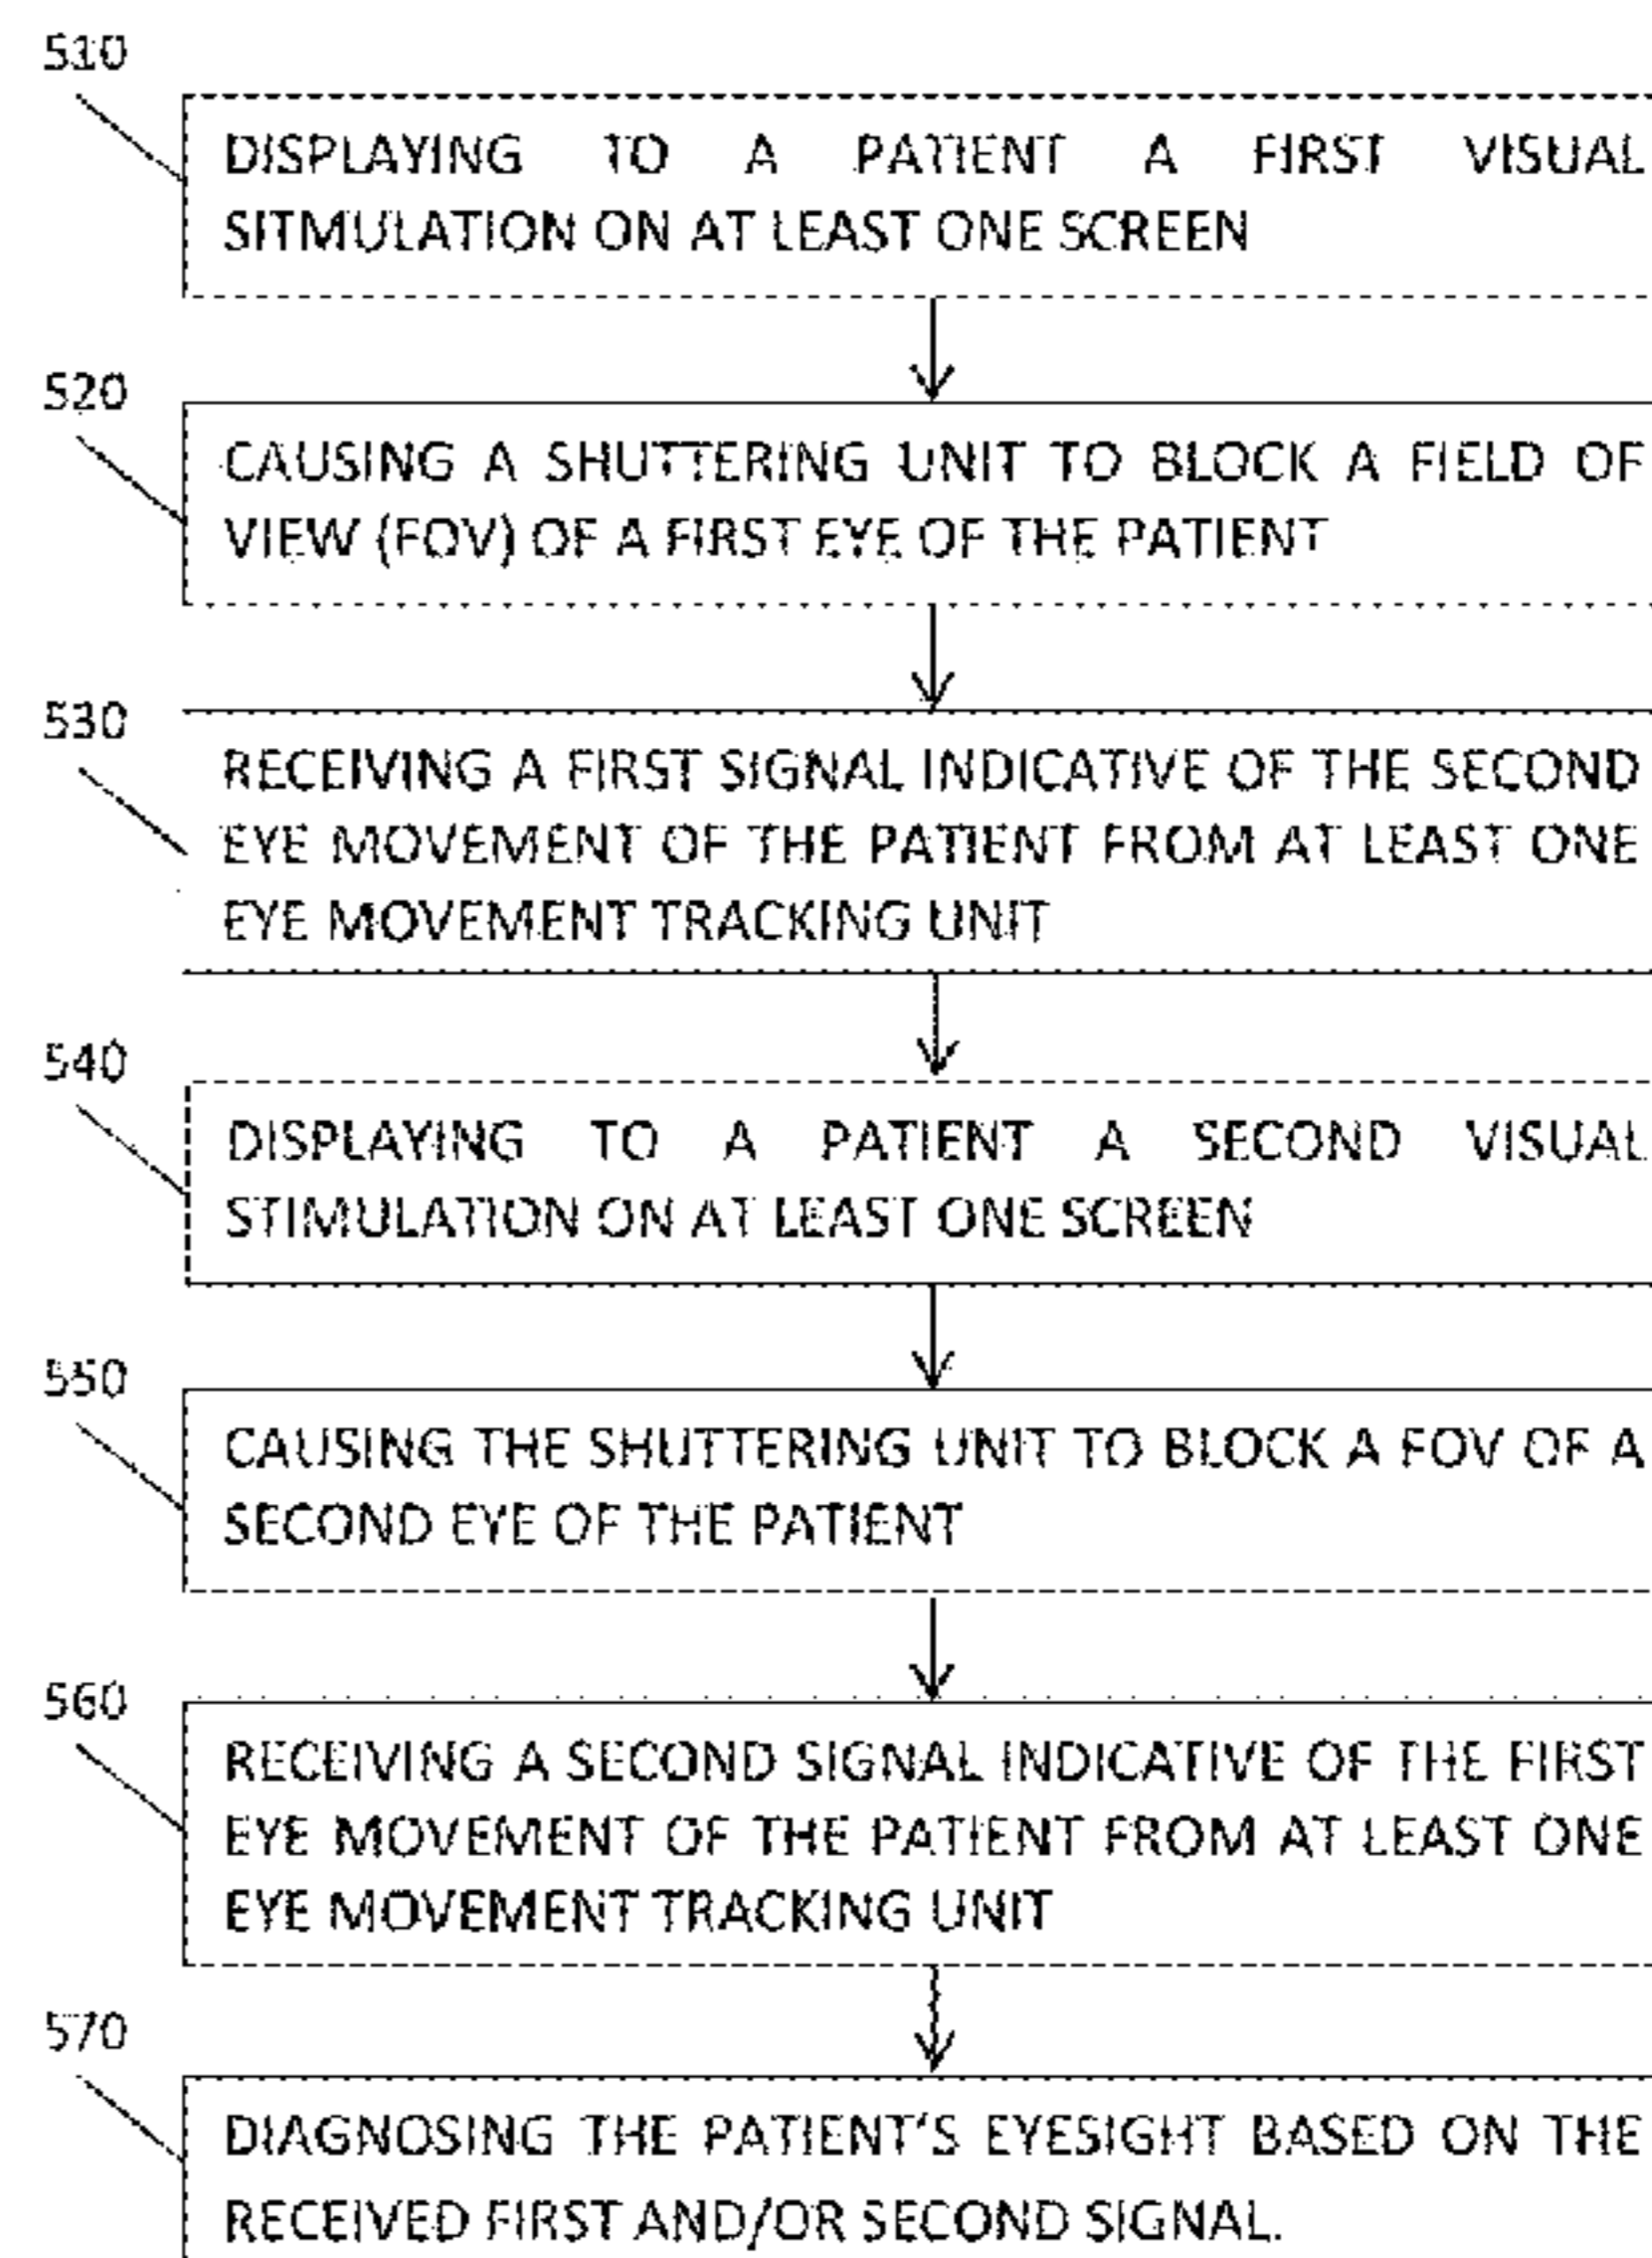 510
DISPLAYING TO A PATIENT A FIRST VISUAL
SITMULATION ON AT LEAST ONE SCREEN
520
CAUSING A SHUTTERING UNIT TO BLOCK A FIELD OF
VIEW (FOV) OF A FIRST EYE OF THE PATIENT
530
RECEIVING A FIRST SIGNAL INDICATIVE OF THE SECOND
EYE MOVEMENT OF THE PATIENT FROM AT LEAST ONE
EYE MOVEMENT TRACKING UNIT
540
DISPLAYING TO A PATIENT A SECOND VISUAL
STIMULATION ON AT LEAST ONE SCREEN
550
CAUSING THE SHUTTERING UNIT TO BLOCK A FOV OF A
SECOND EYE OF THE PATIENT
560
RECEIVING A SECOND SIGNAL INDICATIVE OF THE FIRST
EYE MOVEMENT OF THE PATIENT FROM AT LEAST ONE
EYE MOVEMENT TRACKING UNIT
570
DIAGNOSING THE PATIENT'S EYESIGHT BASED ON THE
RECEIVED FIRST AND/OR SECOND SIGNAL.